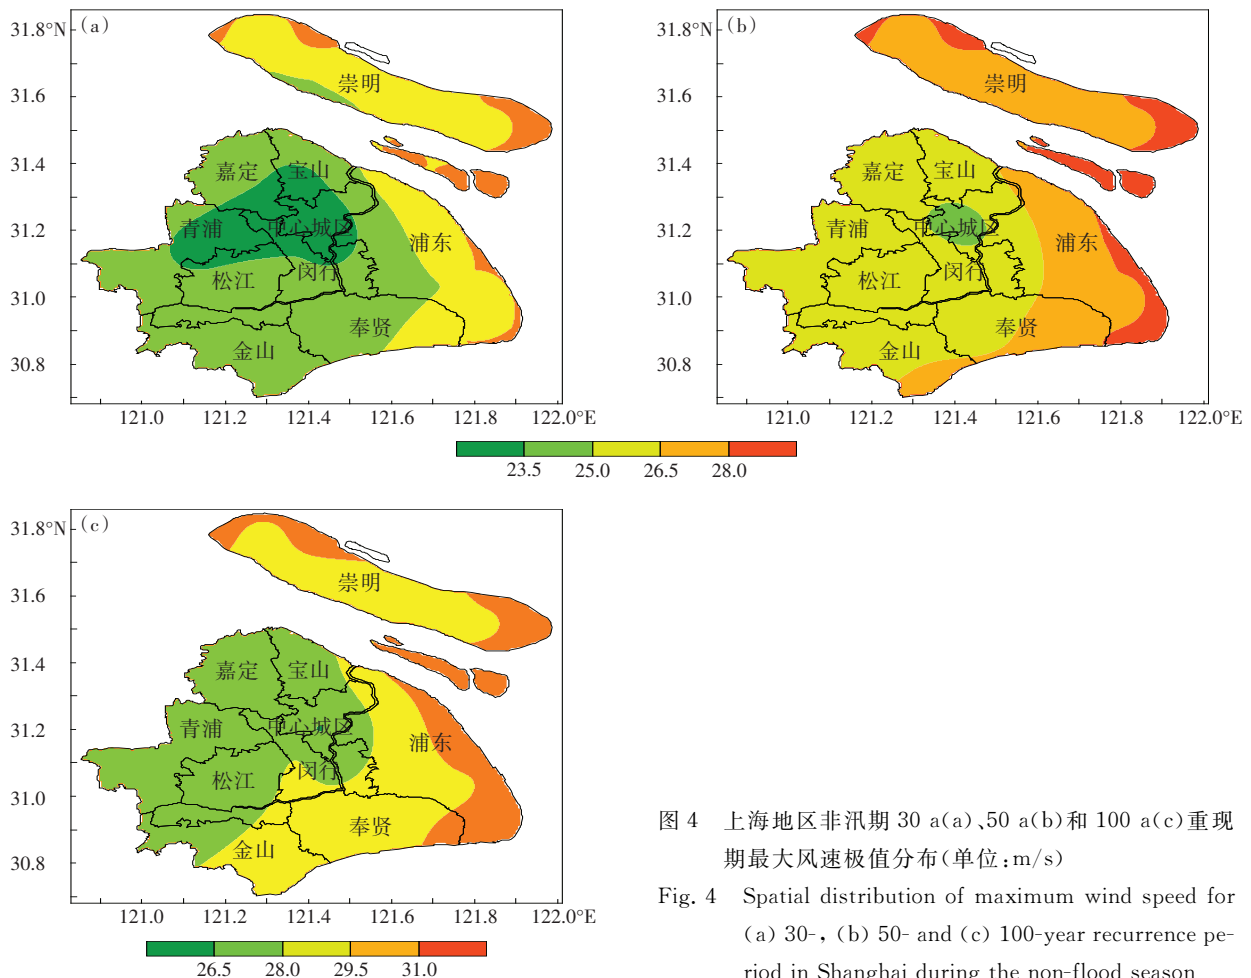 (a)
31.8°N
31.6
31.4
31.2
31.0
30.8
崇明
嘉定
宝山
青浦
中心城区
浦东
松江
闵行
奉贤
金山
121.0
121.2
121.4
121.6
121.8
122.0°E
(b)
31.8°N
31.6
31.4
31.2
31.0
30.8
崇明
嘉定
宝山
青浦
中心城区
浦东
松江
闵行
奉贤
金山
121.0
121.2
121.4
121.6
121.8
122.0°E
23.5
25.0
26.5
28.0
(c)
31.8°N
31.6
31.4
31.2
31.0
30.8
崇明
嘉定
宝山
青浦
中心城区
浦东
松江
闵行
奉贤
金山
121.0
121.2
121.4
121.6
121.8
122.0°E
26.5
28.0
29.5
31.0
图 4 上海地区非汛期 30 a(a)、50 a(b)和 100 a(c)重现
期最大风速极值分布(单位:m/s)
Fig. 4 Spatial distribution of maximum wind speed for
(a) 30-, (b) 50- and (c) 100-year recurrence pe-
riod in Shanghai during the non-flood season